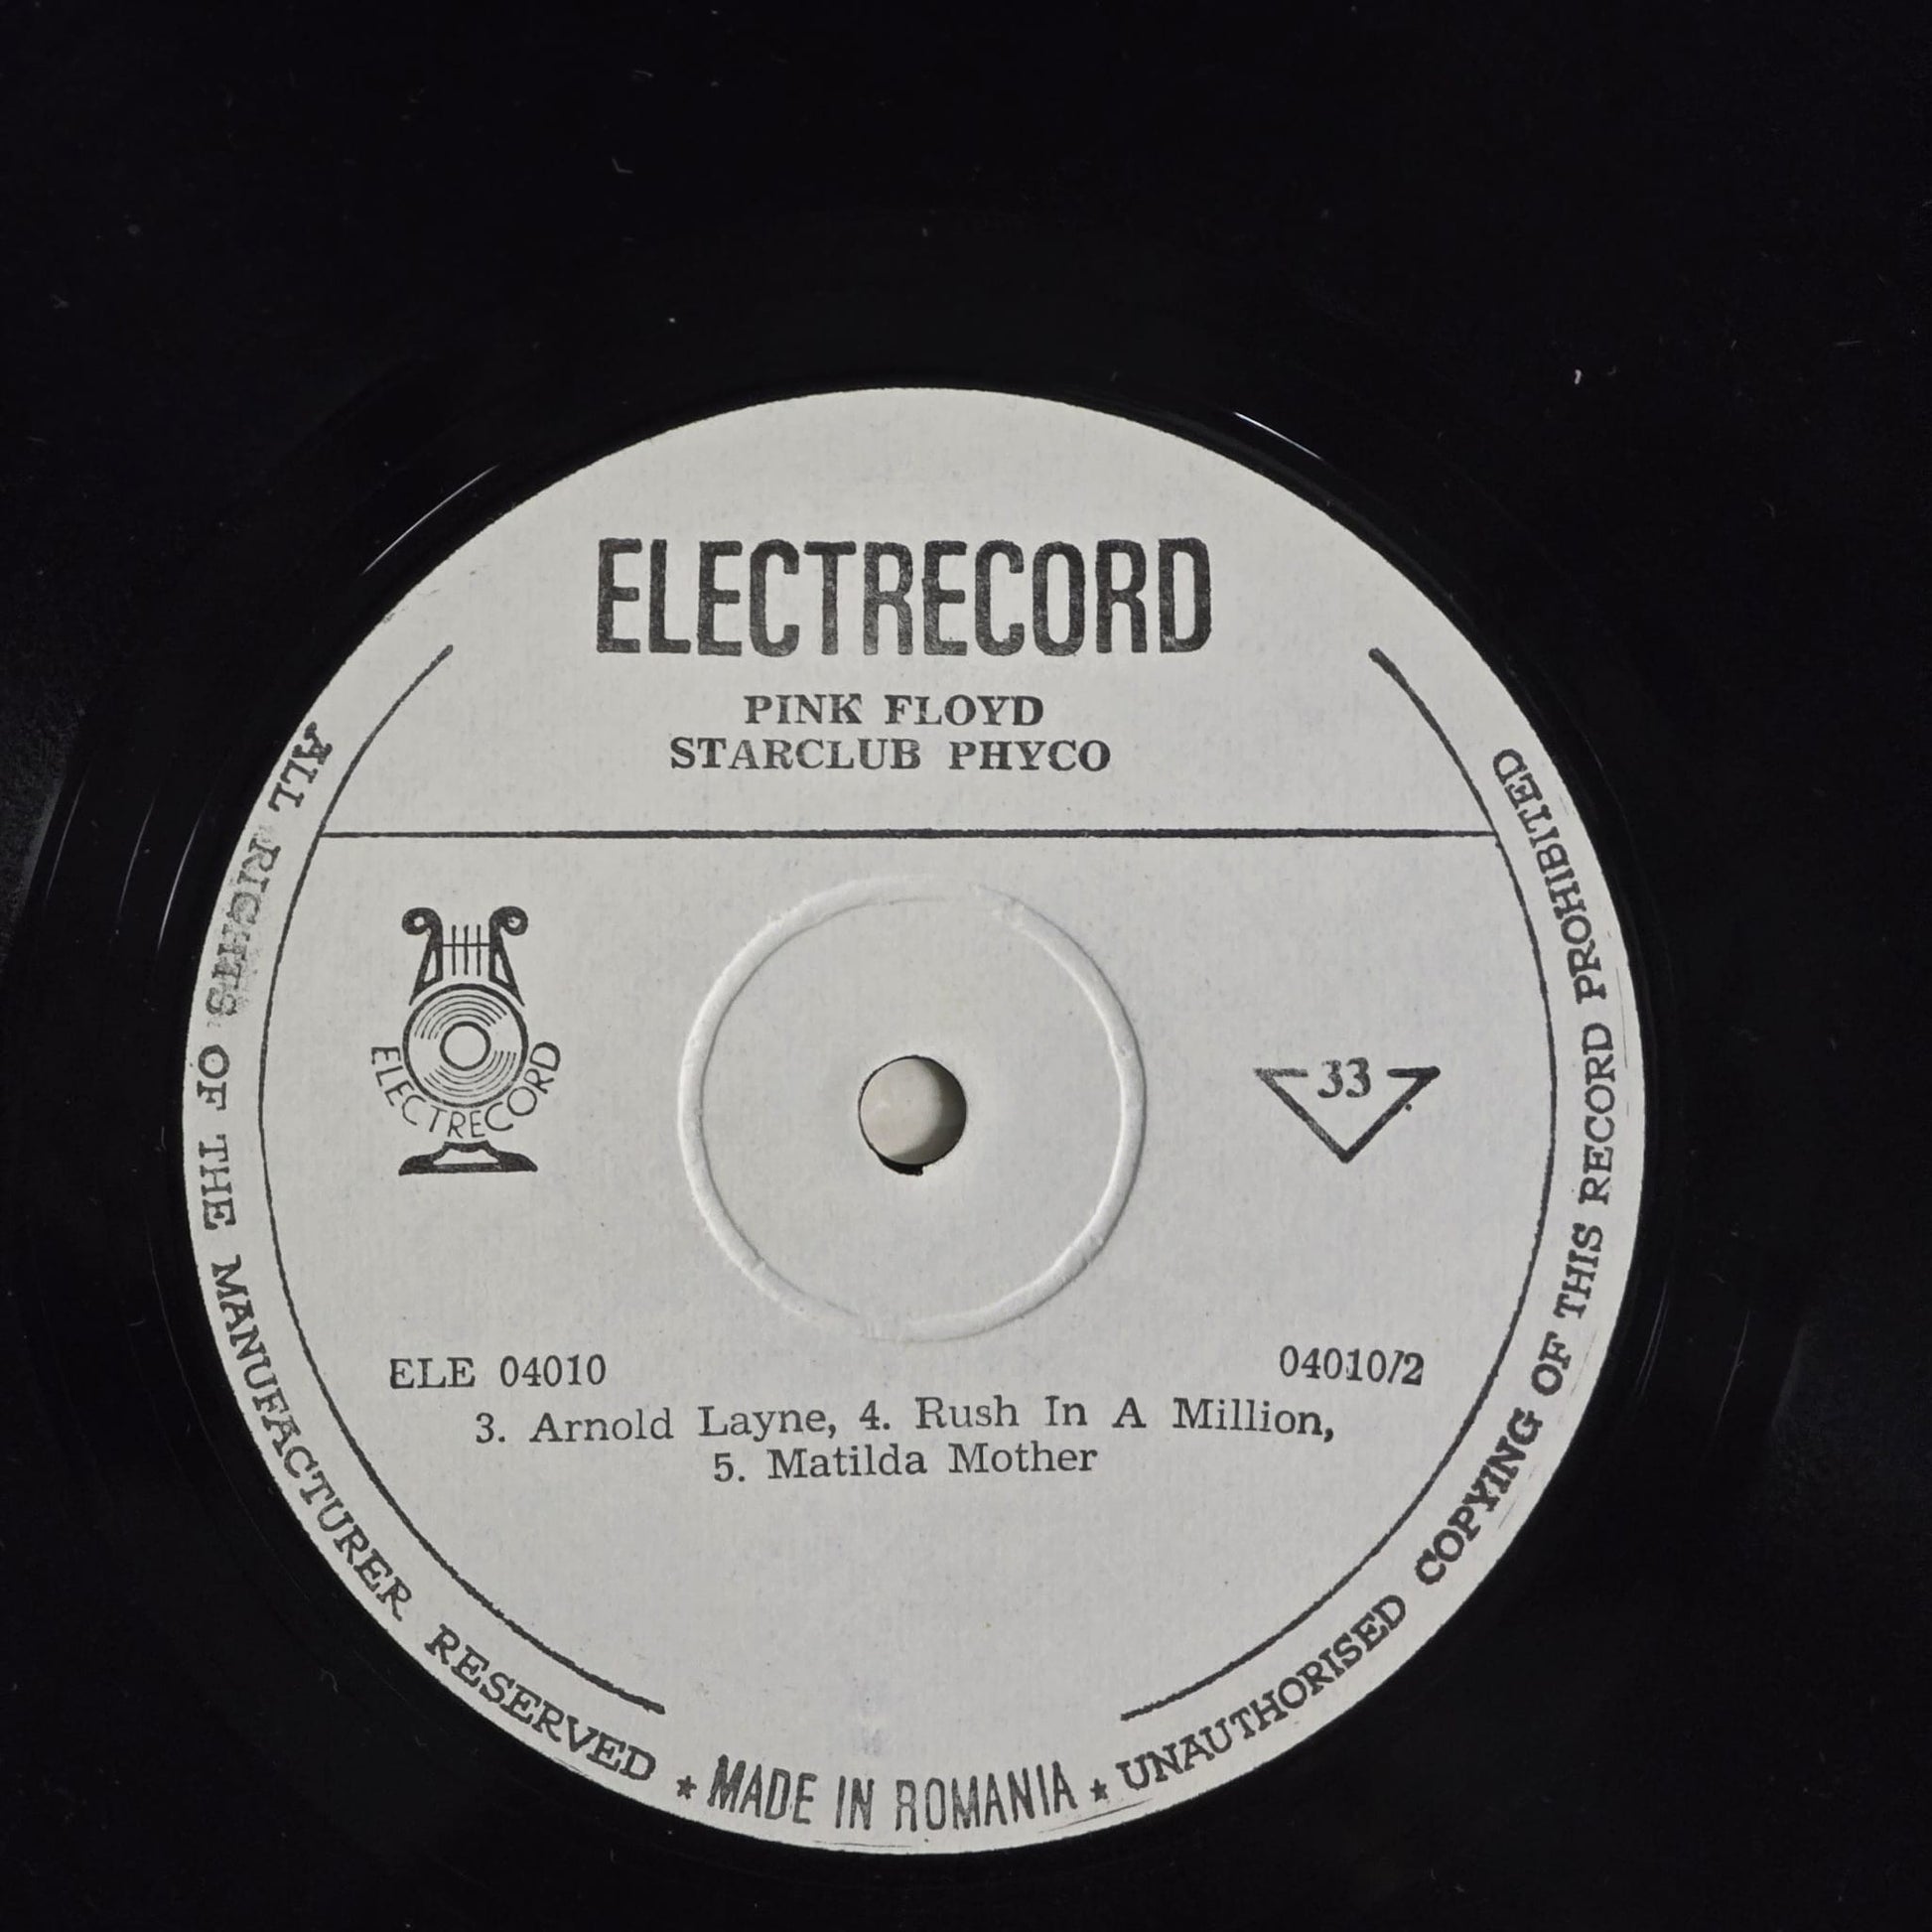 ELECTRECORD
PINK FLOYD
STARCLUB PHYCO
ELECTRECORD
33
ELE 04010
04010/2
3. Arnold Layne, 4. Rush In A Million,
5. Matilda Mother
ALL RIGHTS OF THE MANUFACTURER RESERVED ★ MADE IN ROMANIA ★ UNAUTHORISED COPYING OF THIS RECORD PROHIBITED